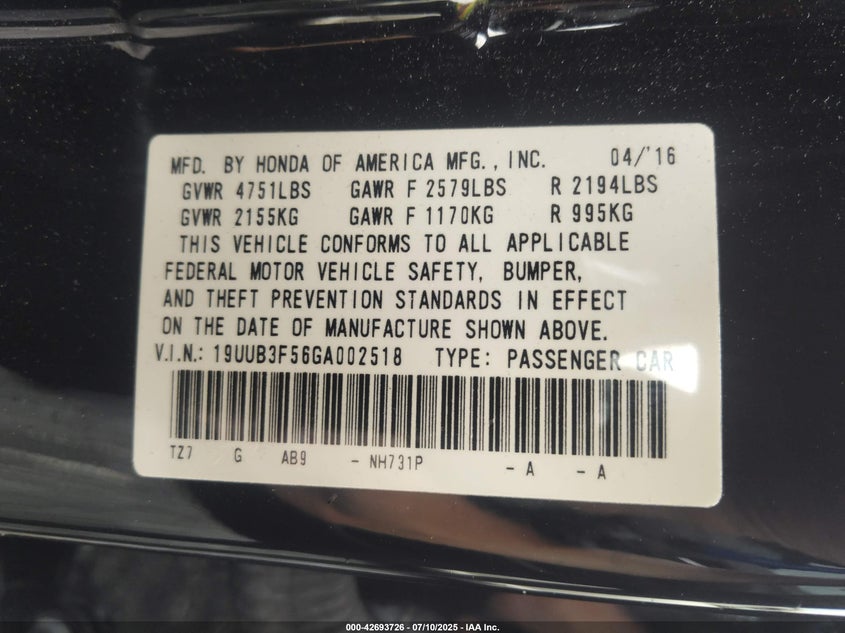 MFD. BY HONDA OF AMERICA MFG., INC. 04/'16
GVWR 4751LBS GAWR F 2579LBS R 2194LBS
GVWR 2155KG GAWR F 1170KG R 995KG
THIS VEHICLE CONFORMS TO ALL APPLICABLE
FEDERAL MOTOR VEHICLE SAFETY, BUMPER,
AND THEFT PREVENTION STANDARDS IN EFFECT
ON THE DATE OF MANUFACTURE SHOWN ABOVE.
V.I.N.: 19UUB3F56GA002518 TYPE: PASSENGER CAR
TZ7 G AB9 - NH731P - A - A
000-42693726 - 07/10/2025 - IAA Inc.